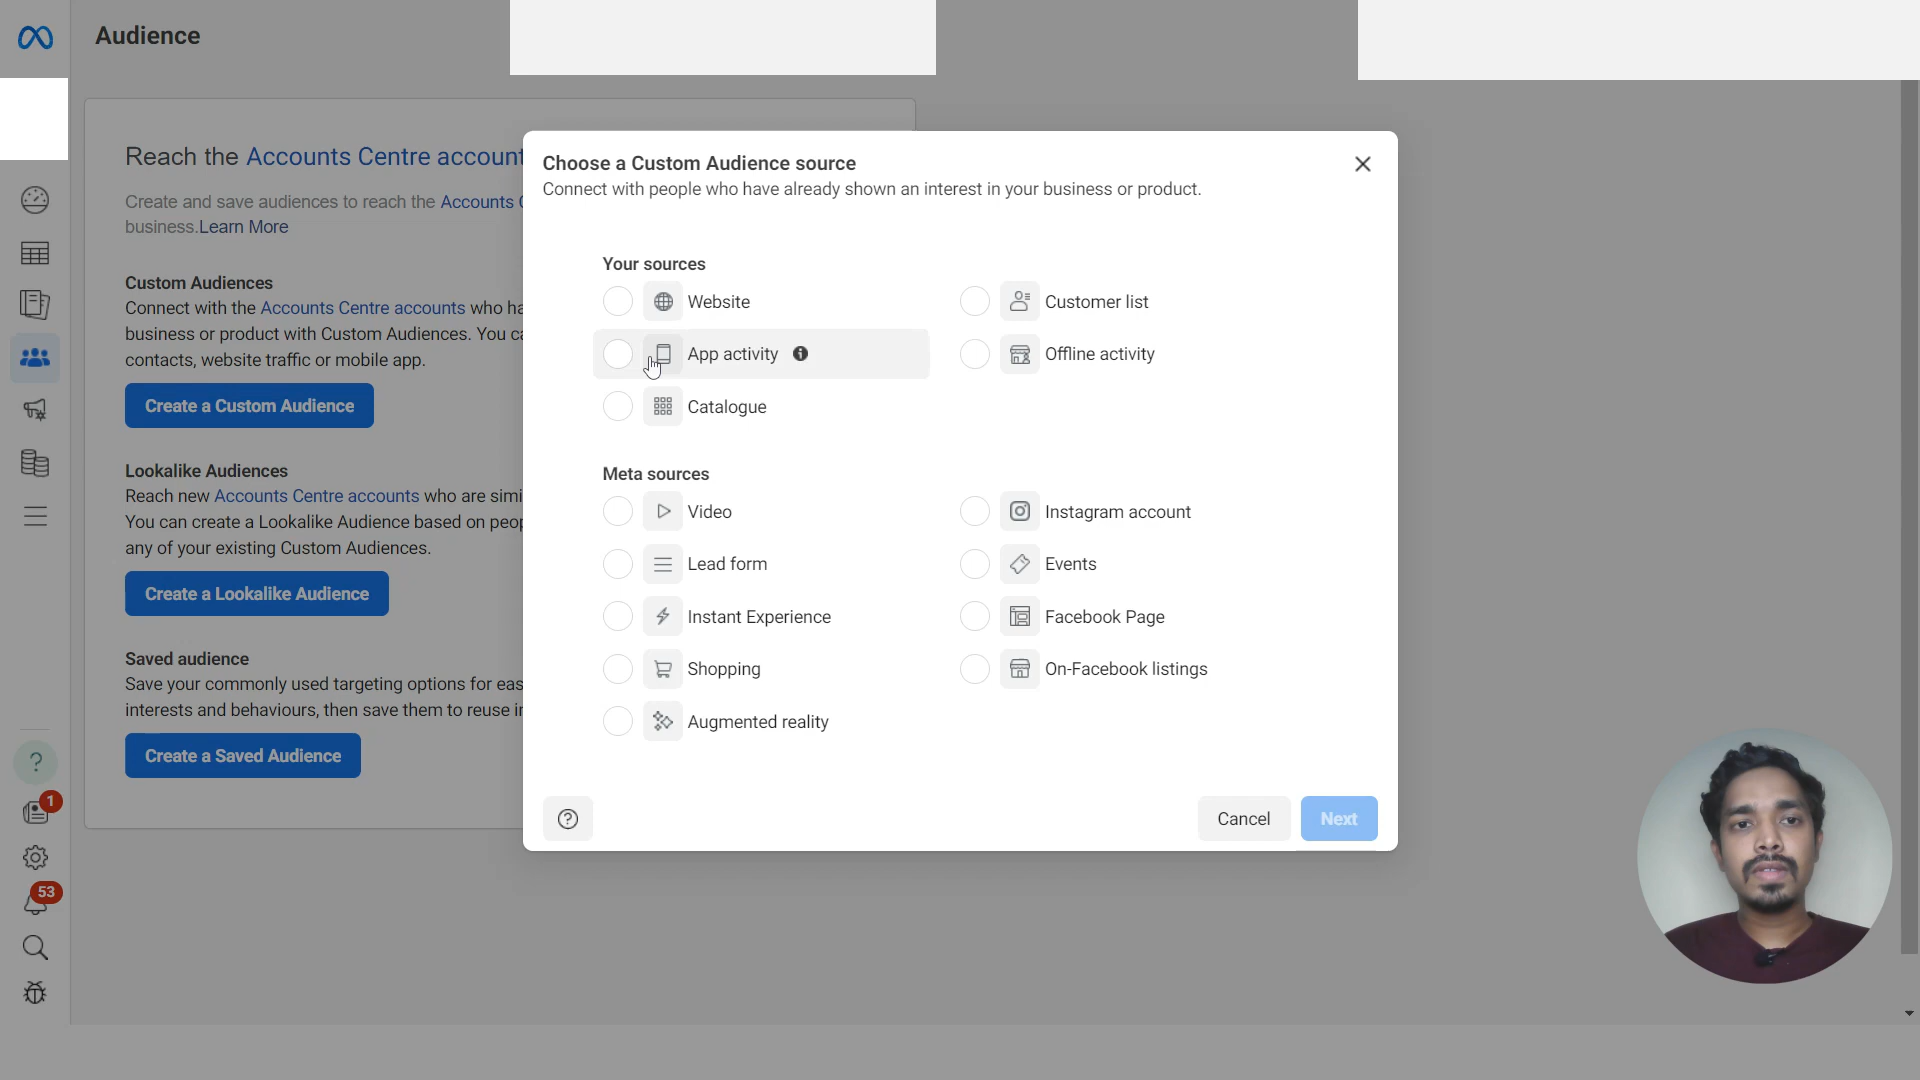 Audience
Reach the Accounts Centre account
Create and save audiences to reach the Accounts
business.Learn More
Custom Audiences
Connect with the Accounts Centre accounts who ha
business or product with Custom Audiences. You ca
contacts, website traffic or mobile app.
Create a Custom Audience
Lookalike Audiences
Reach new Accounts Centre accounts who are simi
You can create a Lookalike Audience based on peop
any of your existing Custom Audiences.
Create a Lookalike Audience
Saved audience
Save your commonly used targeting options for eas
interests and behaviours, then save them to reuse in
Create a Saved Audience
?
1
53
Choose a Custom Audience source
Connect with people who have already shown an interest in your business or product.
Your sources
Website
Customer list
App activity
Offline activity
Catalogue
Meta sources
Video
Instagram account
Lead form
Events
Instant Experience
Facebook Page
Shopping
On-Facebook listings
Augmented reality
?
Cancel
Next